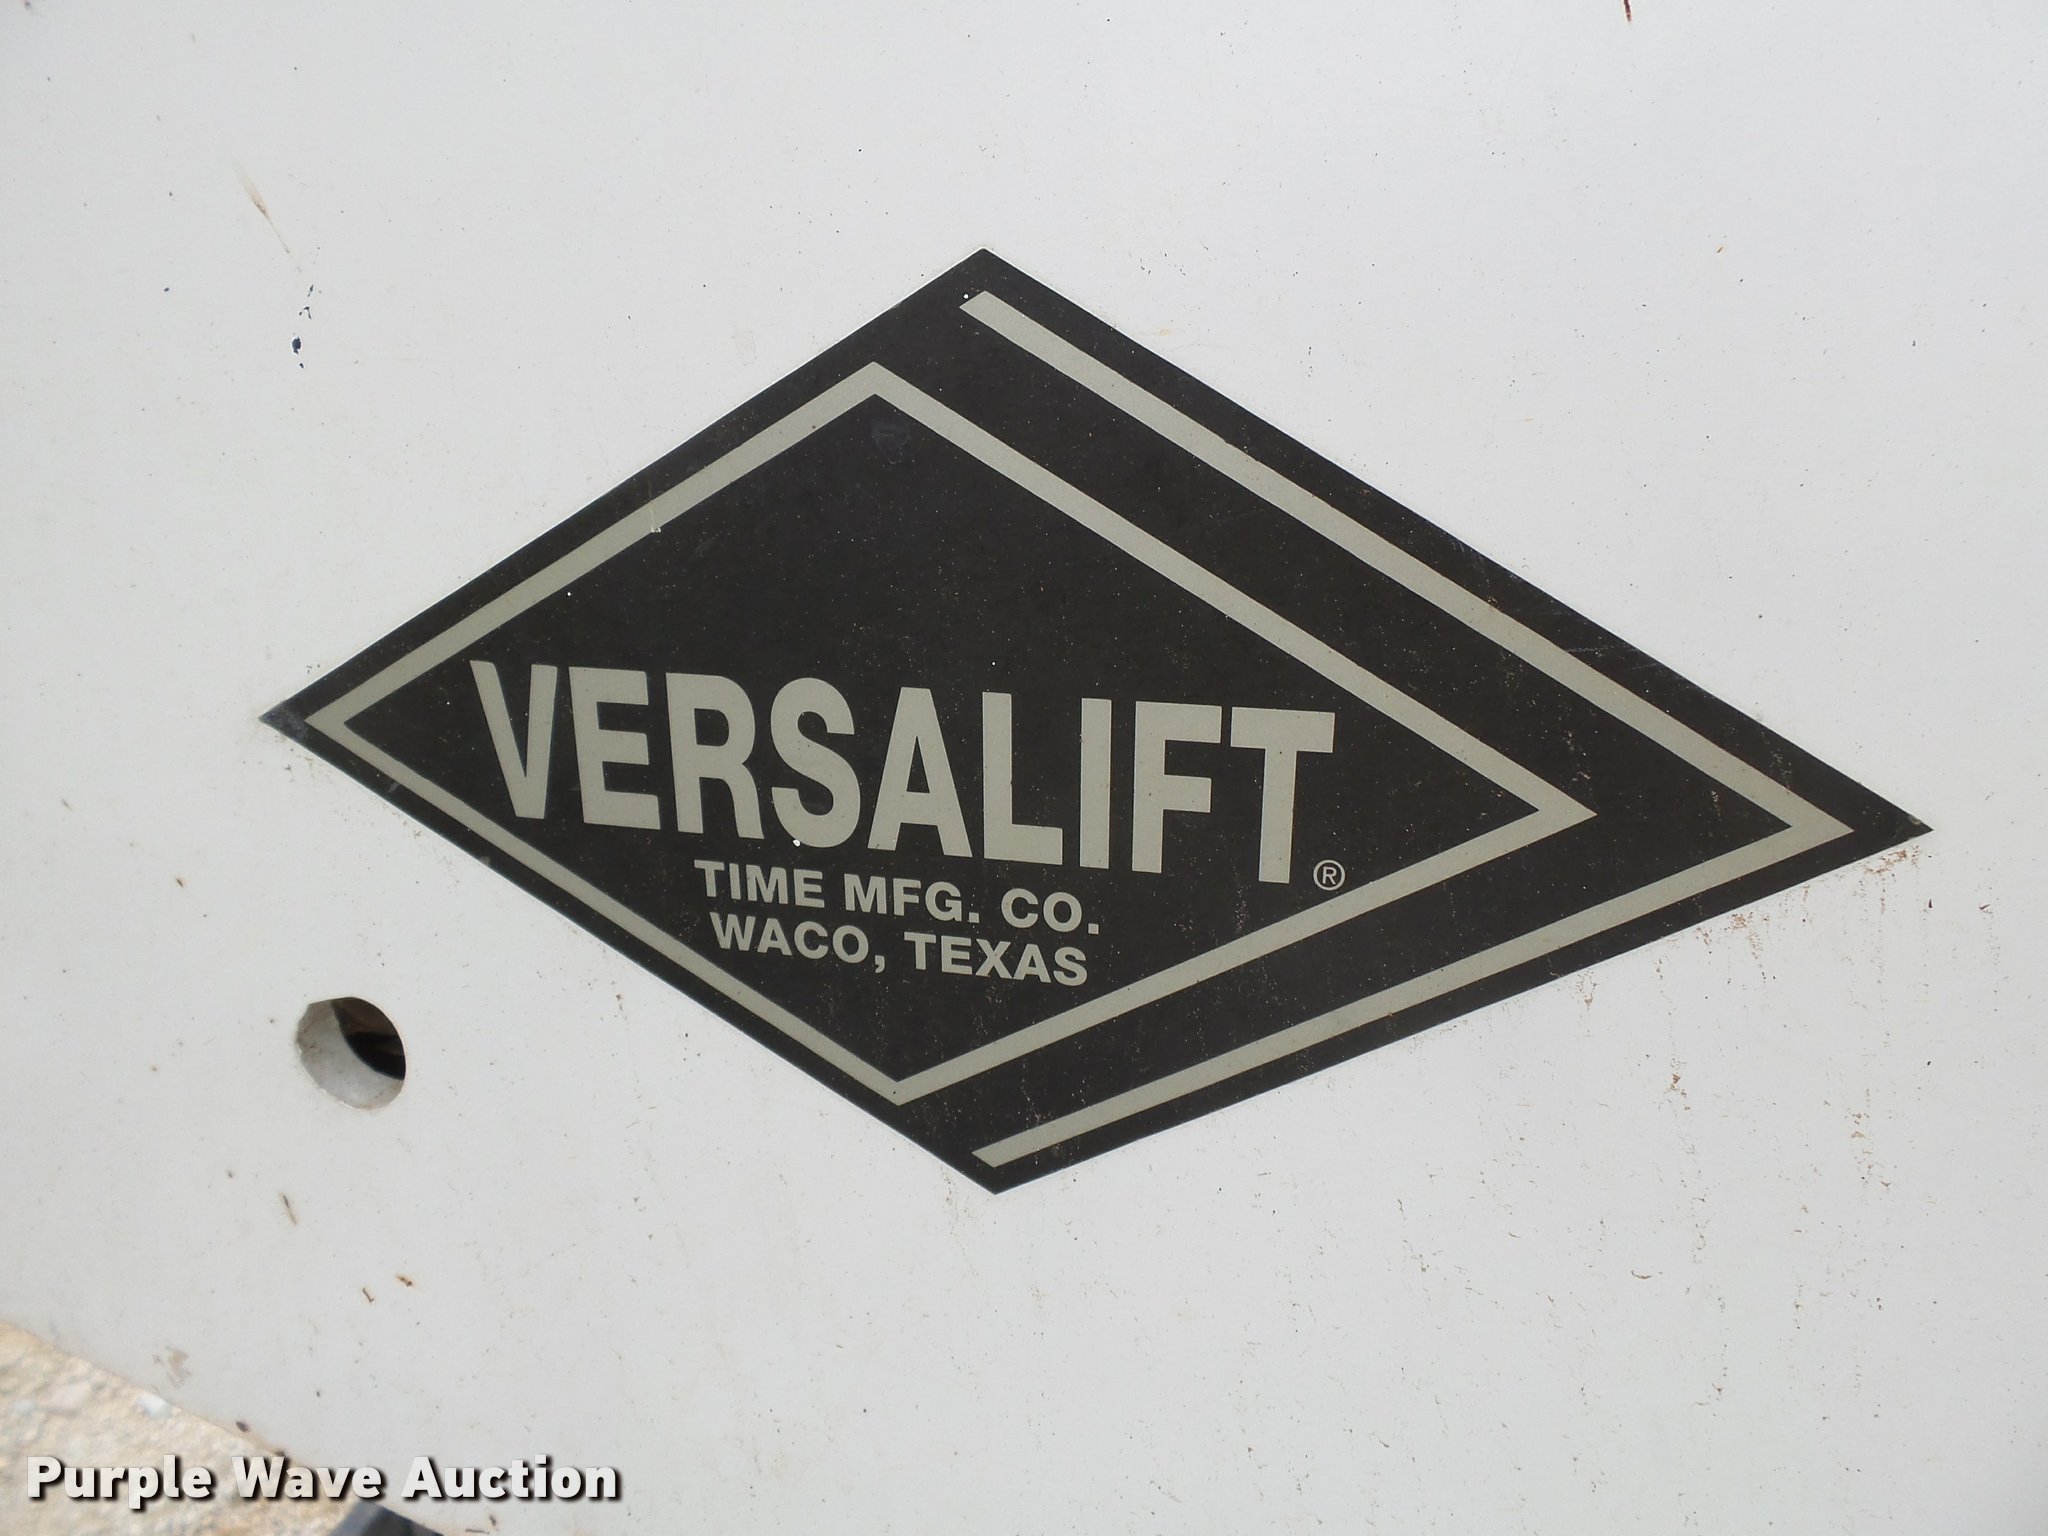 VERSALIFT®
TIME MFG. CO.
WACO, TEXAS
Purple Wave Auction